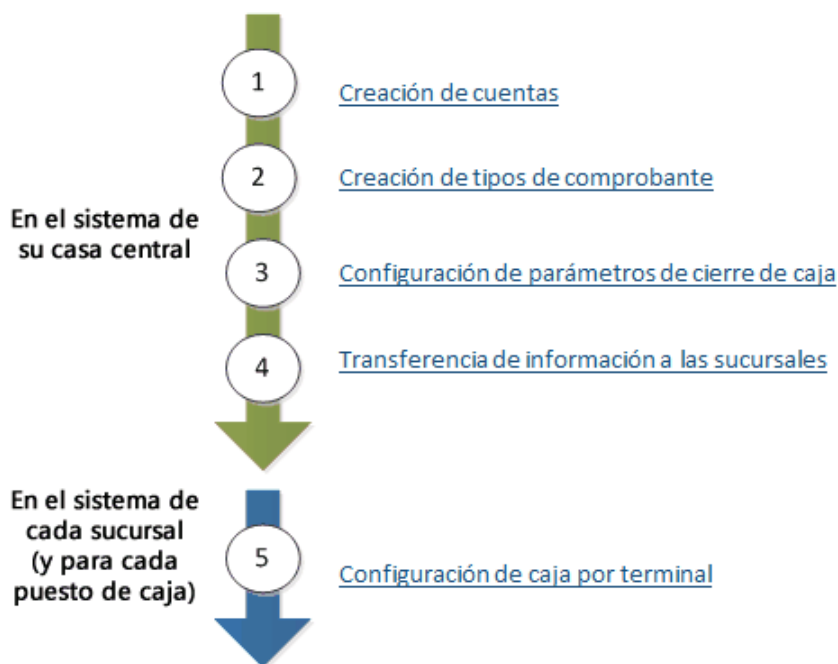 1
Creación de cuentas
2
Creación de tipos de comprobante
En el sistema de
su casa central
3
Configuración de parámetros de cierre de caja
4
Transferencia de información a las sucursales
En el sistema de
cada sucursal
(y para cada
puesto de caja)
5
Configuración de caja por terminal